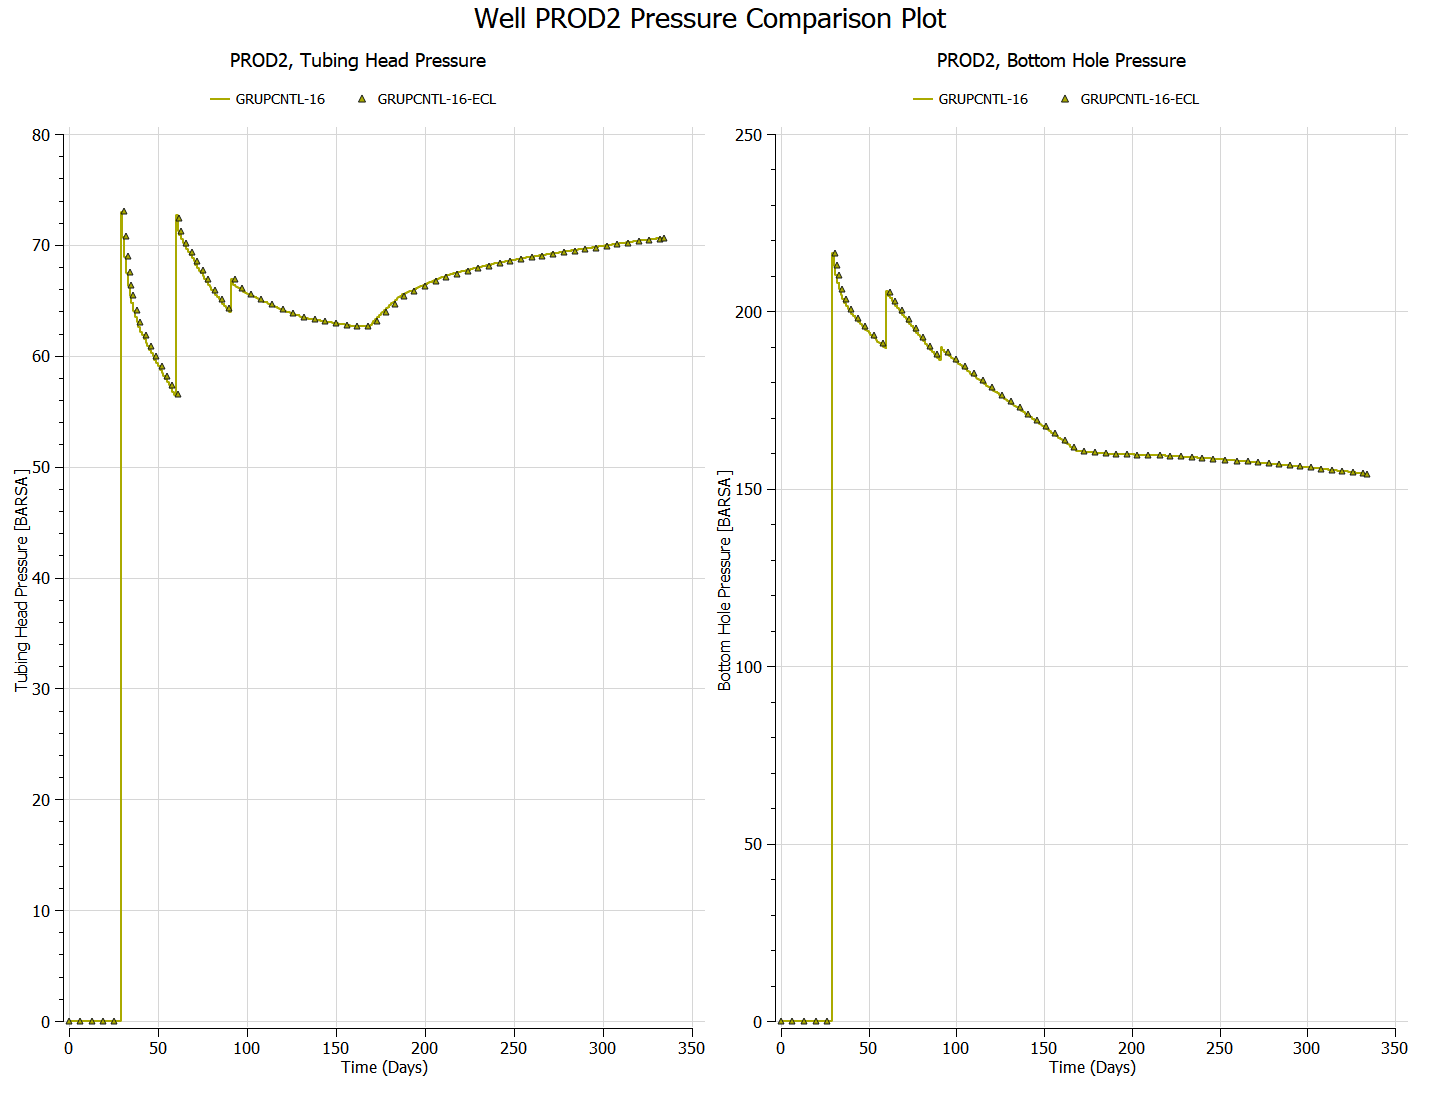 Well PROD2 Pressure Comparison Plot
PROD2, Tubing Head Pressure
GRUPCNTL-16 GRUPCNTL-16-ECL
80
70
60
50
40
30
20
10
0
Tubing Head Pressure [BARSA]
0 50 100 150 200 250 300 350
Time (Days)
PROD2, Bottom Hole Pressure
GRUPCNTL-16 GRUPCNTL-16-ECL
250
200
150
100
50
0
Bottom Hole Pressure [BARSA]
0 50 100 150 200 250 300 350
Time (Days)